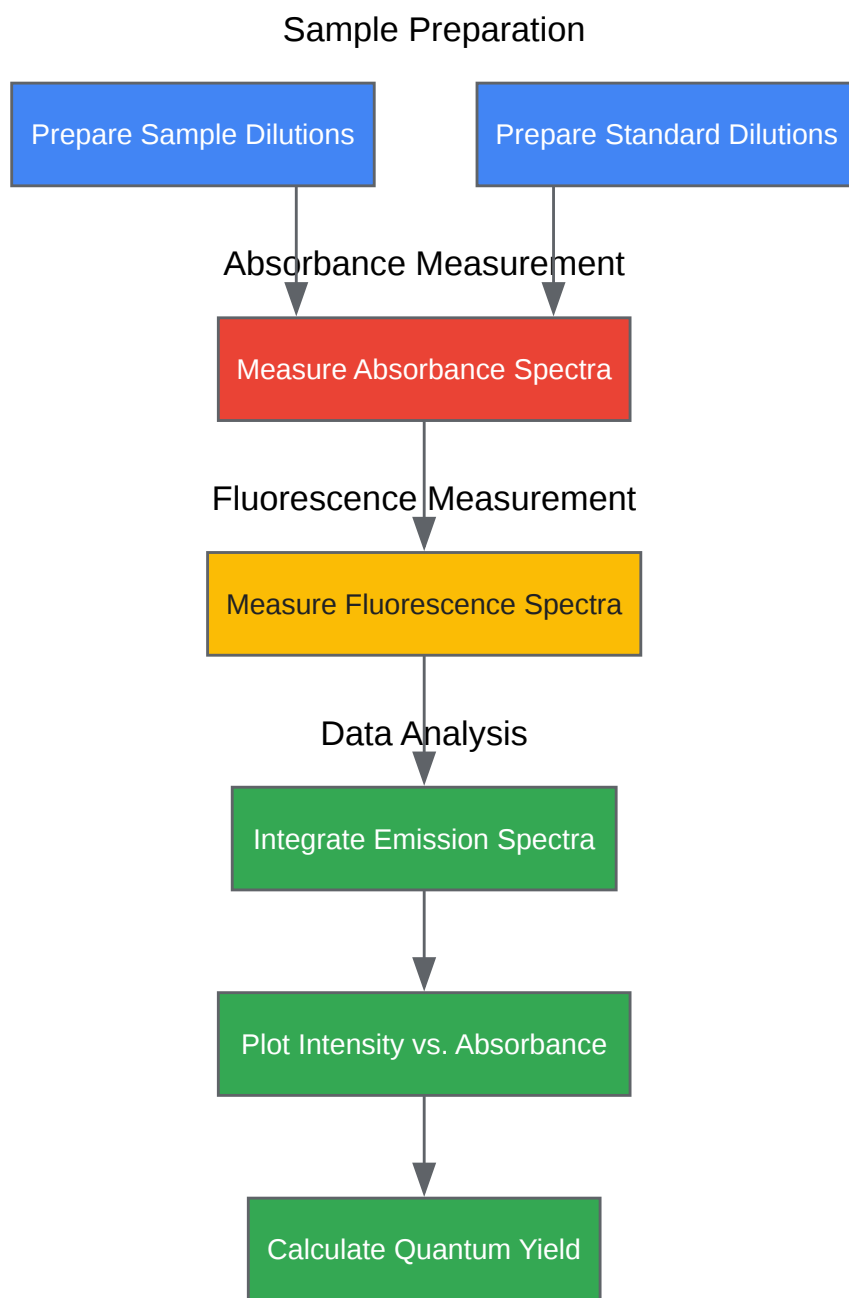 Sample Preparation
Prepare Sample Dilutions
Prepare Standard Dilutions
Absorbance Measurement
Measure Absorbance Spectra
Fluorescence Measurement
Measure Fluorescence Spectra
Data Analysis
Integrate Emission Spectra
Plot Intensity vs. Absorbance
Calculate Quantum Yield